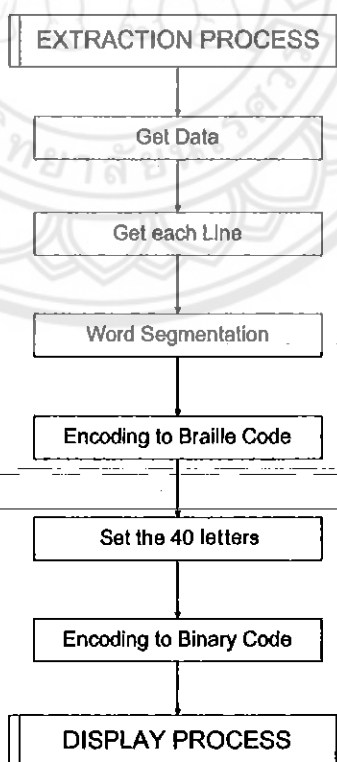 EXTRACTION PROCESS
Get Data
Get each Line
Word Segmentation
Encoding to Braille Code
Set the 40 letters
Encoding to Binary Code
DISPLAY PROCESS